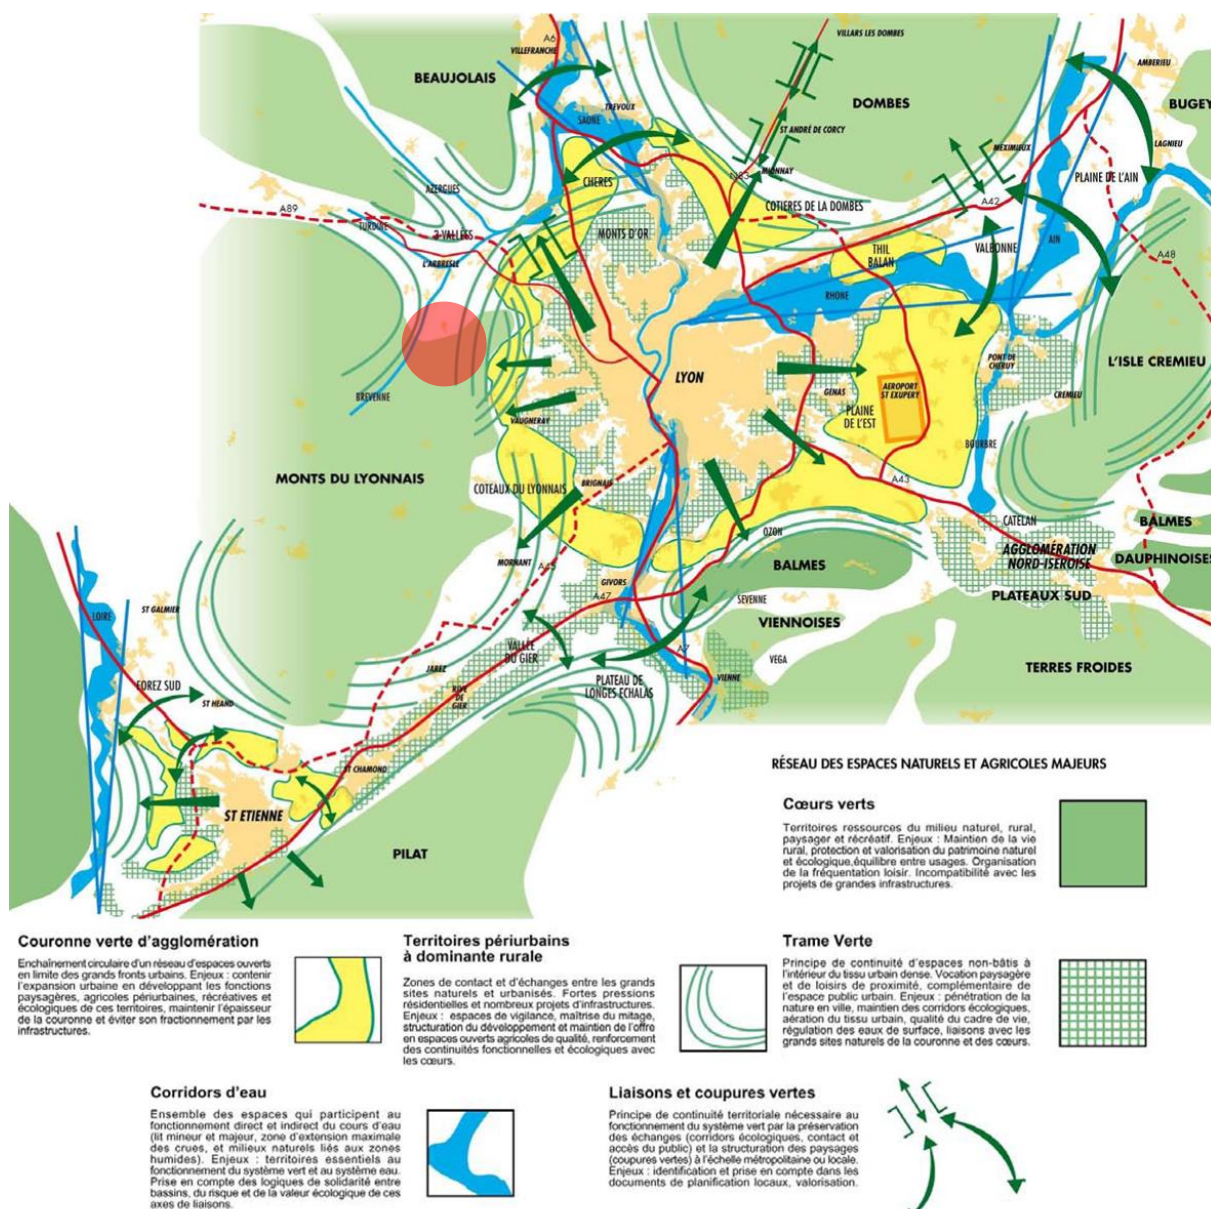 A6
VILLEFRANCHE
BEAUJOLAIS
VILLARS LES DOMBES
AMBERIEU
DOMBES
BUGEY
TREVOUX
SAONE
ST ANDRÉ DE CORCY
MEXIMIEUX
LAGNIEU
AZERGUES
CHERES
MIONNAY
N83
PLAINE DE L'AIN
A89
TURDINE
3 VALLÉES
MONTS D'OR
COTIERES DE LA DOMBES
A42
L'ARBRESLE
THIL
BALAN
VALBONNE
AIN
A48
RHONE
BREVENNE
LYON
PONT DE
CHERUY
L'ISLE CREMIEU
GENAS
AEROPORT
ST EXUPERY
CREMIEU
VAUGNERAY
PLAINE
DE L'EST
BOURBRE
MONTS DU LYONNAIS
COTEAUX DU LYONNAIS
BRIGNAIS
A43
CATELAN
BALMES
OZON
AGGLOMÉRATION
NORD-ISEROISE
DAUPHINOISES
MORNANT
A45
BALMES
GIVORS
A47
SEVENNE
PLATEAUX SUD
ST GALMIER
LOIRE
VIENNOISES
VALLÉE
DU GIER
A7
VEGA
TERRES FROIDES
JAREZ
VIENNE
FOREZ SUD
ST HEAND
RIVE
DE
GIER
PLATEAU DE
LONGES ECHALAS
ST CHAMOND
ST ETIENNE
PILAT
RÉSEAU DES ESPACES NATURELS ET AGRICOLES MAJEURS
Cœurs verts
Territoires ressources du milieu naturel, rural,
paysager et récréatif. Enjeux : Maintien de la vie
rural, protection et valorisation du patrimoine naturel
et écologique,équilibre entre usages. Organisation
de la fréquentation loisir. Incompatibilité avec les
projets de grandes infrastructures.
Couronne verte d'agglomération
Enchaînement circulaire d'un réseau d'espaces ouverts
en limite des grands fronts urbains. Enjeux : contenir
l'expansion urbaine en développant les fonctions
paysagères, agricoles périurbaines, récréatives et
écologiques de ces territoires, maintenir l'épaisseur
de la couronne et éviter son fractionnement par les
infrastructures.
Territoires périurbains
à dominante rurale
Zones de contact et d'échanges entre les grands
sites naturels et urbanisés. Fortes pressions
résidentielles et nombreux projets d'infrastructures.
Enjeu : espaces de vigilance, maîtrise du mitage,
structuration du développement et maintien de l'offre
en espaces ouverts agricoles de qualité, renforcement
des continuités fonctionnelles et écologiques avec
les cœurs.
Trame Verte
Principe de continuité d'espaces non-bâtis à
l'intérieur du tissu urbain dense. Vocation paysagère
et de loisirs de proximité, complémentaire de
l'espace public urbain. Enjeu : pénétration de la
nature en ville, maintien des corridors écologiques,
aération du tissu urbain, qualité du cadre de vie,
régulation des eaux de surface, liaisons avec les
grands sites naturels de la couronne et des cœurs.
Corridors d'eau
Ensemble des espaces qui participent au
fonctionnement direct et indirect du cours d'eau
(lit mineur et majeur, zone d'extension maximale
des crues, et milieux naturels liés aux zones
humides). Enjeu : territoires essentiels au
fonctionnement du système vert et au système eau.
Prise en compte des logiques de solidarité entre
bassins, du risque et de la valeur écologique de ces
axes de liaisons.
Liaisons et coupures vertes
Principe de continuité territoriale nécessaire au
fonctionnement du système vert par la préservation
des échanges (corridors écologiques, contact et
accès du public) et la structuration des paysages
(coupures vertes) à l'échelle métropolitaine ou locale.
Enjeu : identification et prise en compte dans les
documents de planification locaux, valorisation.